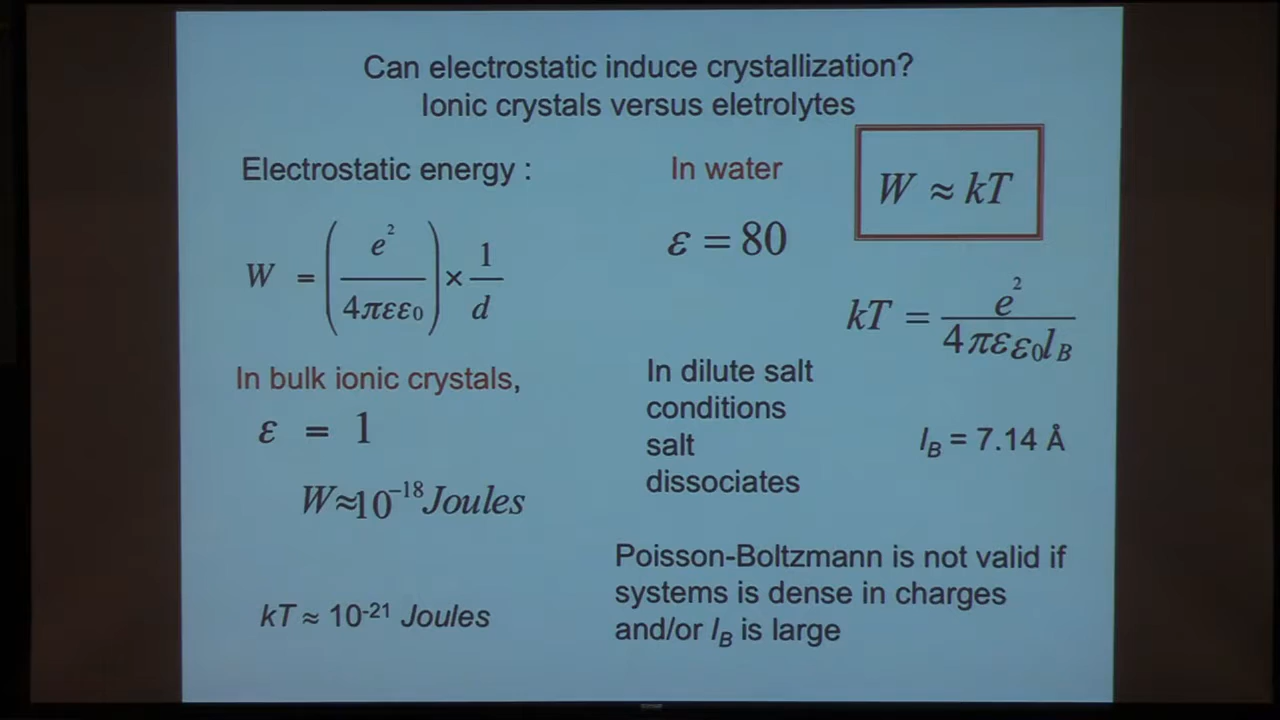 Can electrostatic induce crystallization?
Ionic crystals versus eletrolytes
Electrostatic energy :
W = (e² / 4πεε₀) × 1/d
In bulk ionic crystals,
ε = 1
W≈10⁻¹⁸ Joules
kT ≈ 10⁻²¹ Joules
In water
ε = 80
W ≈ kT
kT = e² / 4πεε₀l_B
In dilute salt
conditions
salt
dissociates
l_B = 7.14 Å
Poisson-Boltzmann is not valid if
systems is dense in charges
and/or l_B is large